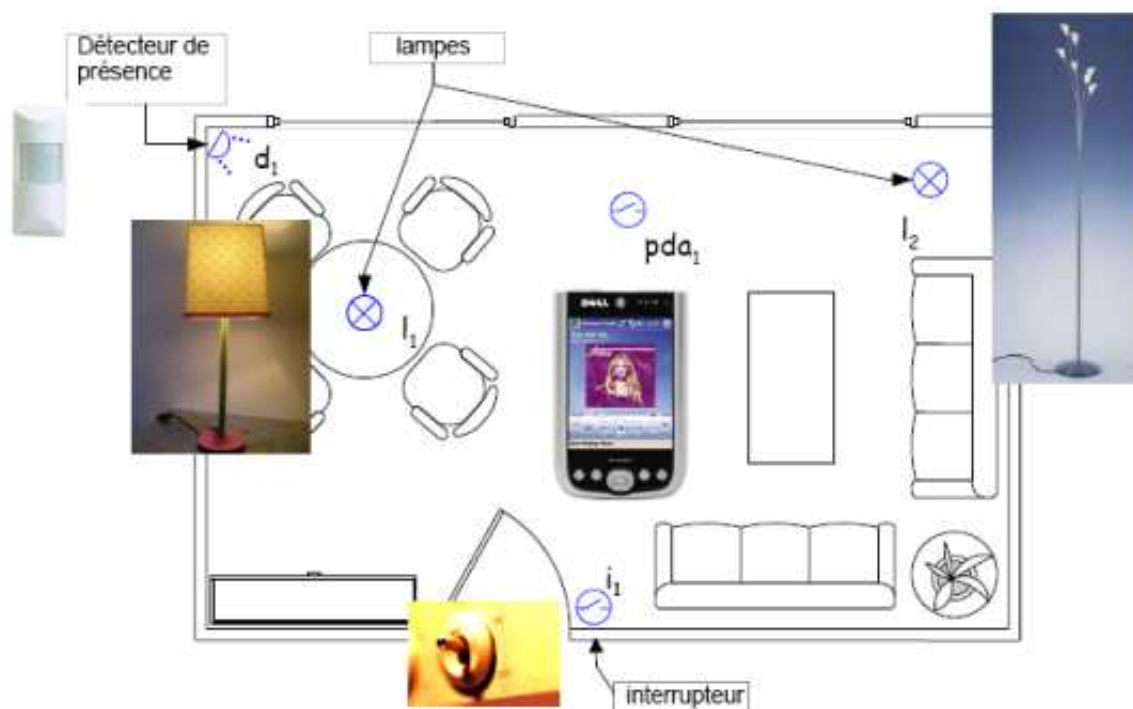 Détecteur de
présence
lampes
d1
l1
l2
pda1
DELL
i1
interrupteur